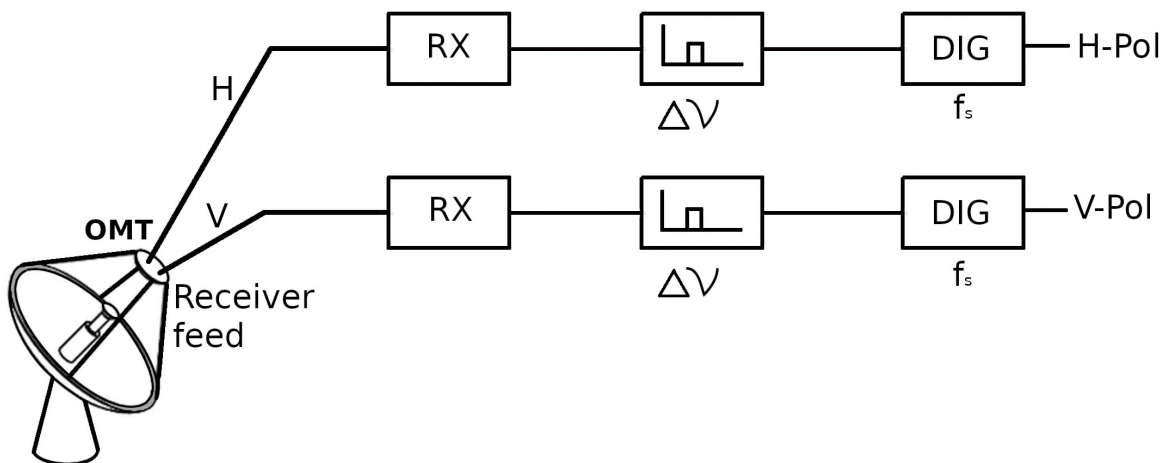 H
RX
DIG
H-Pol
Δν
fs
V
RX
DIG
V-Pol
OMT
Δν
fs
Receiver
feed